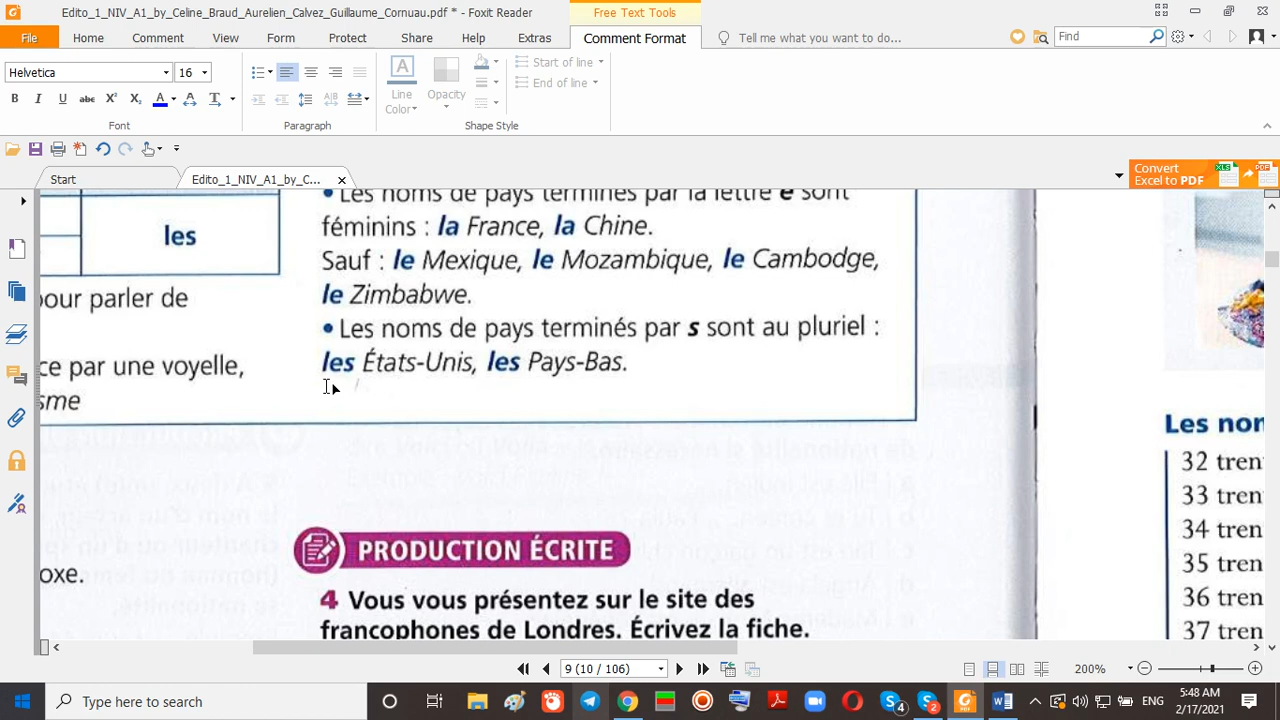 Edito_1_NIV_A1_by_Celine_Braud_Aurelien_Calvez_Guillaume_Cornuau.pdf * - Foxit Reader
Free Text Tools
File Home Comment View Form Protect Share Help Extras Comment Format Tell me what you want to do... Find
Helvetica 16
Line Color
Opacity
Start of line
End of line
Font Paragraph Shape Style
Start Edito_1_NIV_A1_by_C...
Convert
Excel to PDF
les
pour parler de
ce par une voyelle,
sme
oxe.
• Les noms de pays terminés par la lettre e sont
féminins : la France, la Chine.
Sauf : le Mexique, le Mozambique, le Cambodge,
le Zimbabwe.
• Les noms de pays terminés par s sont au pluriel :
les États-Unis, les Pays-Bas.
PRODUCTION ÉCRITE
4 Vous vous présentez sur le site des
francophones de Londres. Écrivez la fiche.
Les nor
32 tren
33 tren
34 tren
35 tren
36 tren
37 tren
9 (10 / 106)
200%
Type here to search
4
2
ENG
5:48 AM
2/17/2021